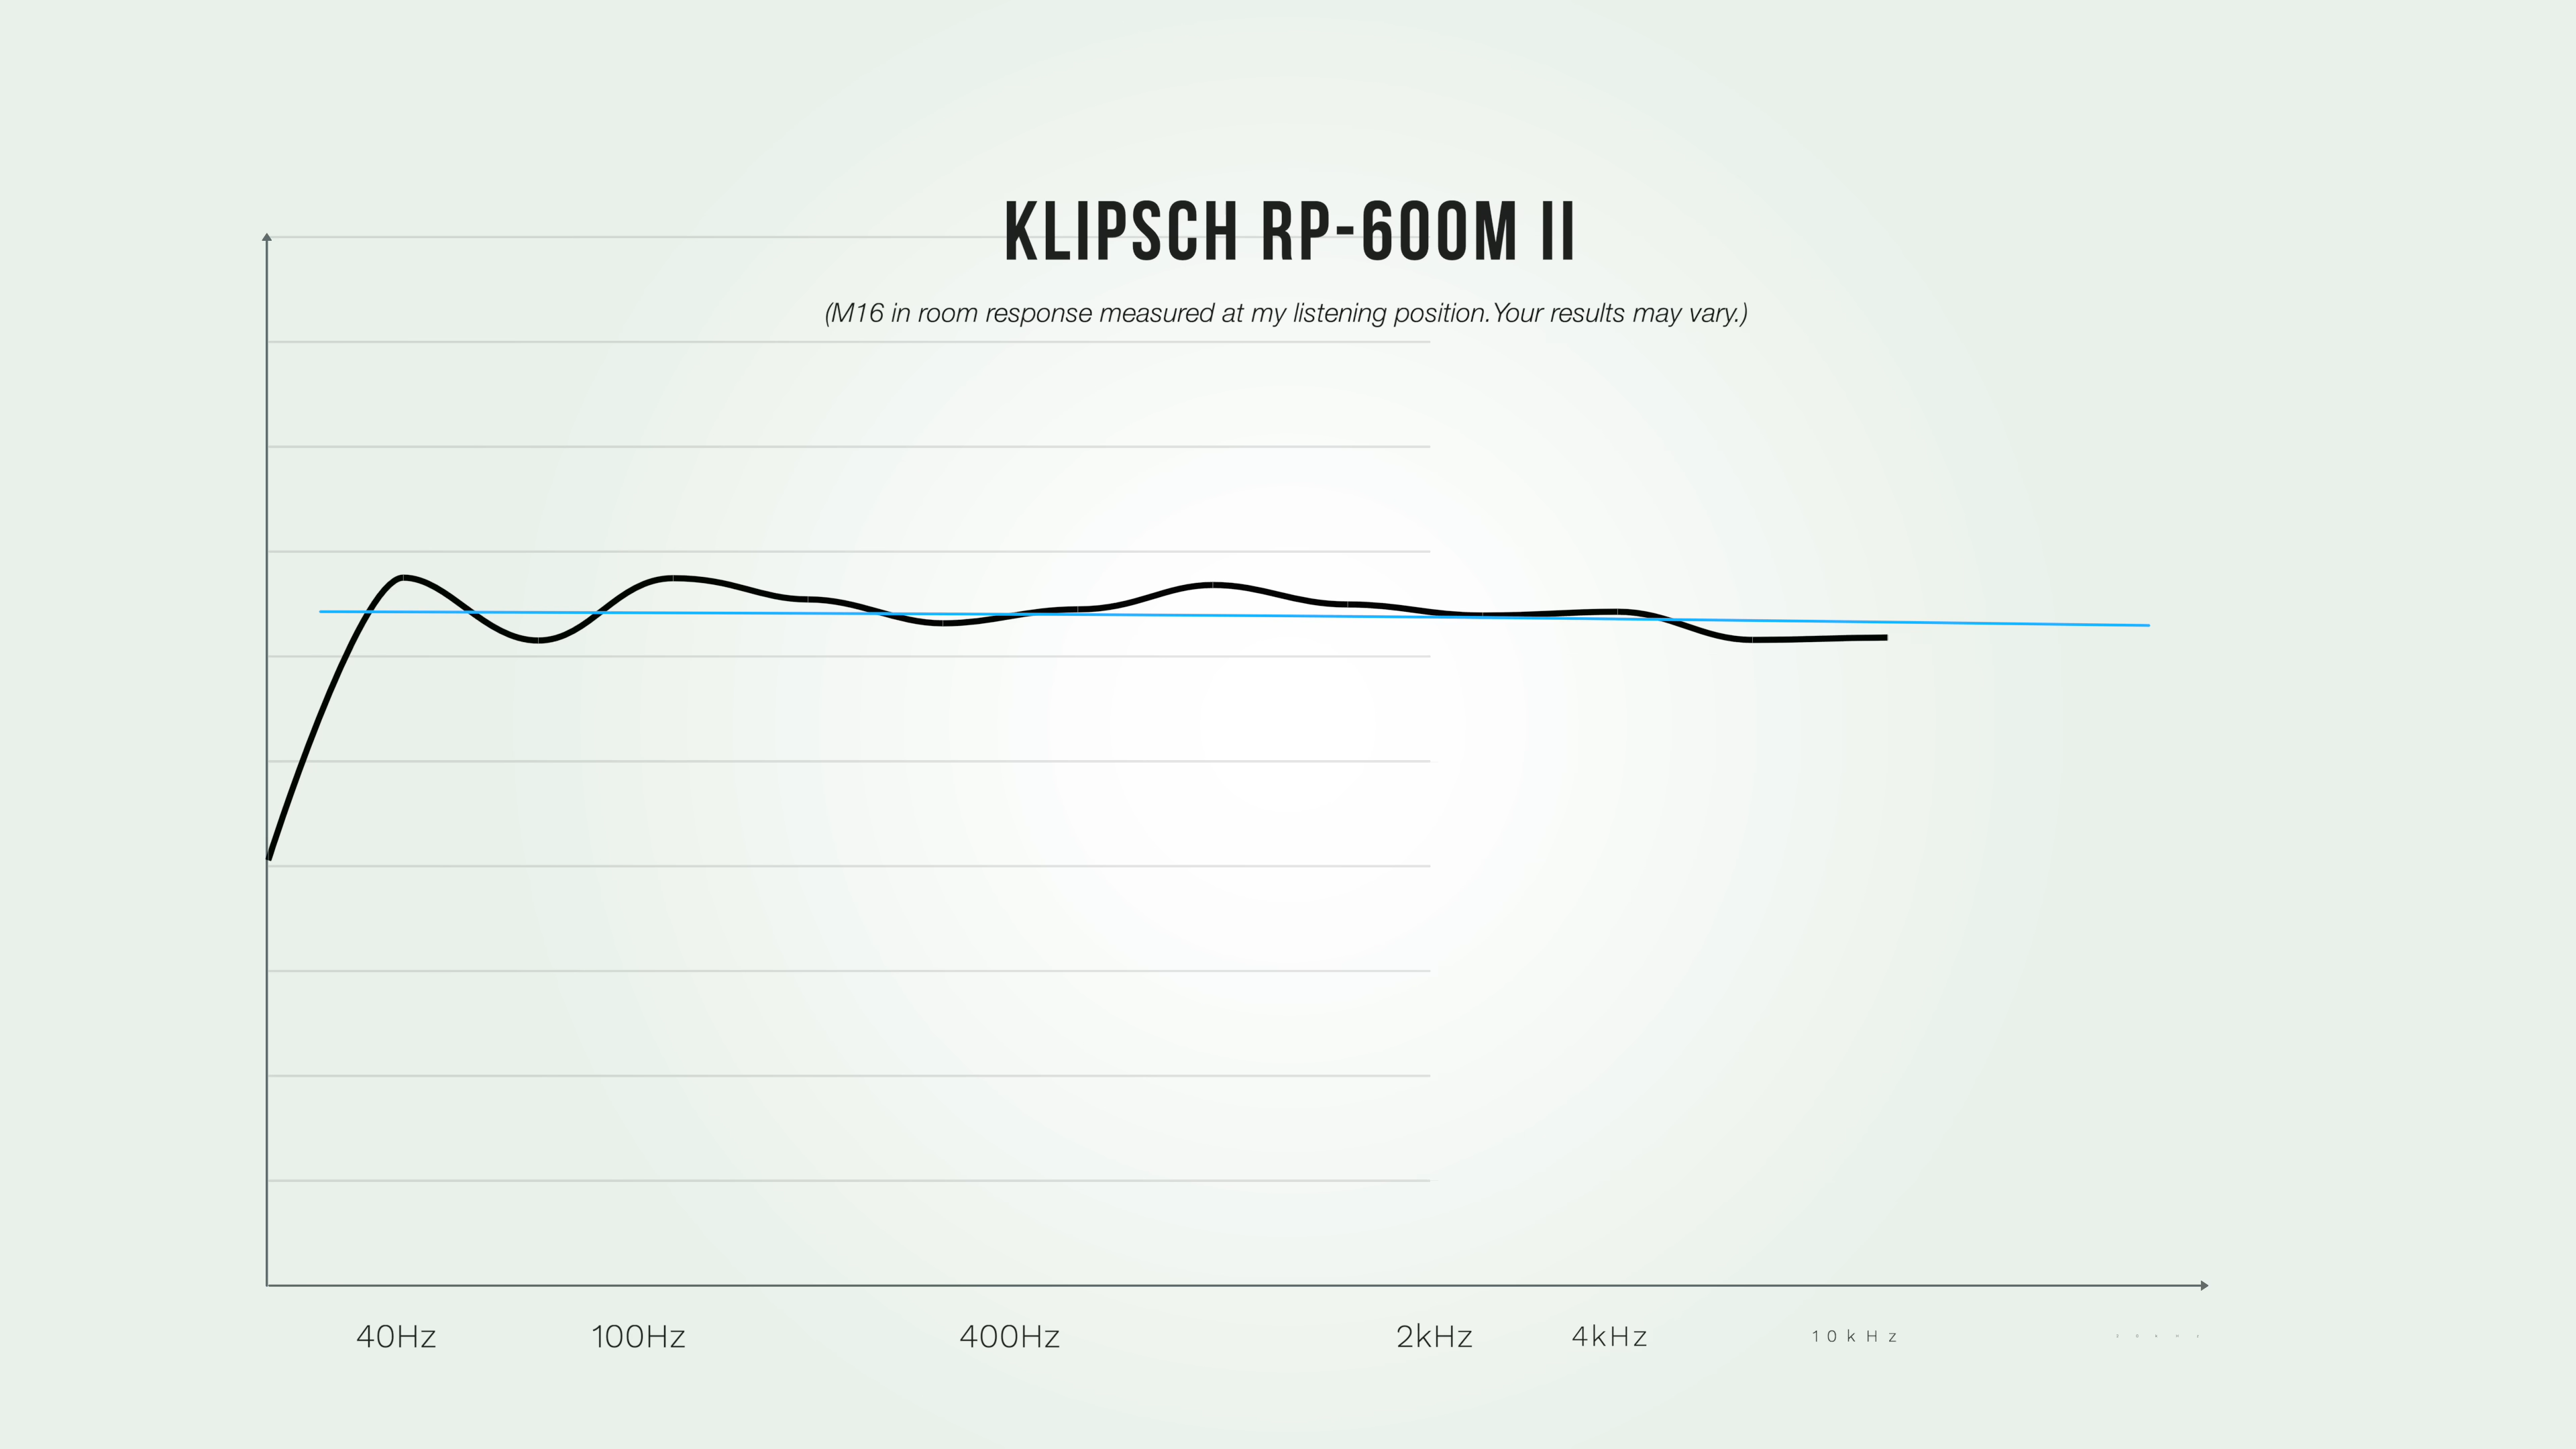 KLIPSCH RP-600M II
(M16 in room response measured at my listening position.Your results may vary.)
40Hz 100Hz 400Hz 2kHz 4kHz 10kHz